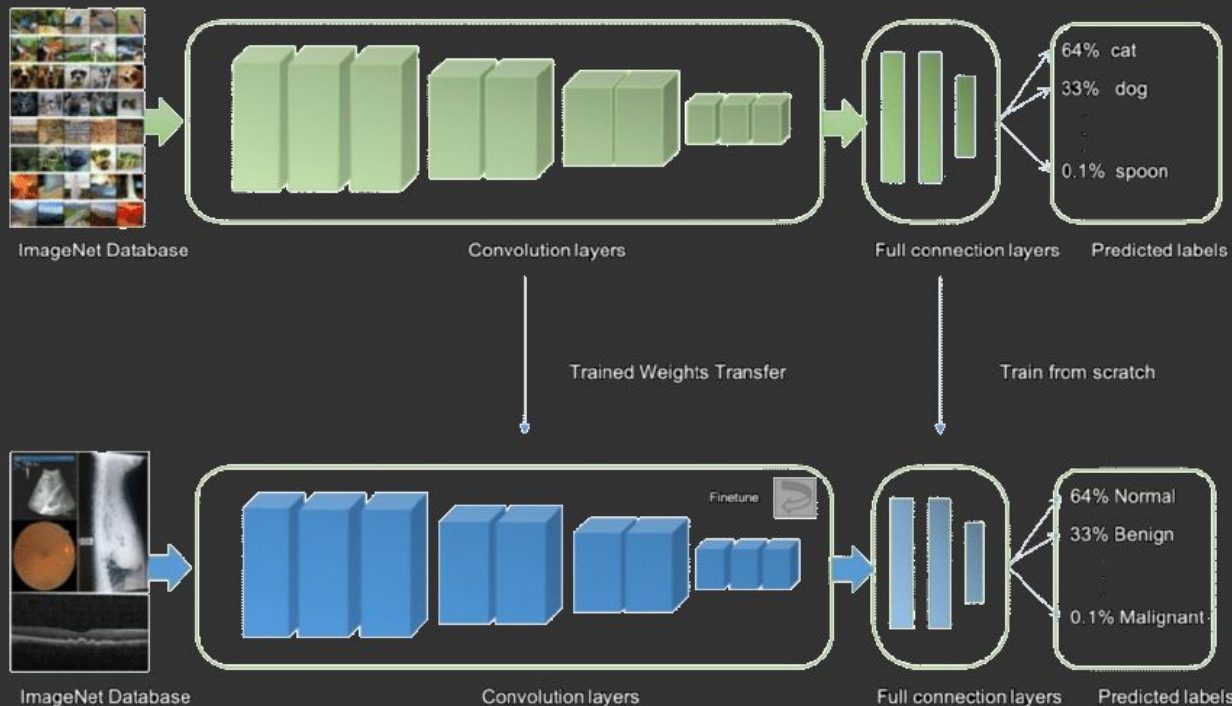 64% cat
33% dog
0.1% spoon
ImageNet Database
Convolution layers
Full connection layers
Predicted labels
Trained Weights Transfer
Train from scratch
Finetune
64% Normal
33% Benign
0.1% Malignant
ImageNet Database
Convolution layers
Full connection layers
Predicted labels